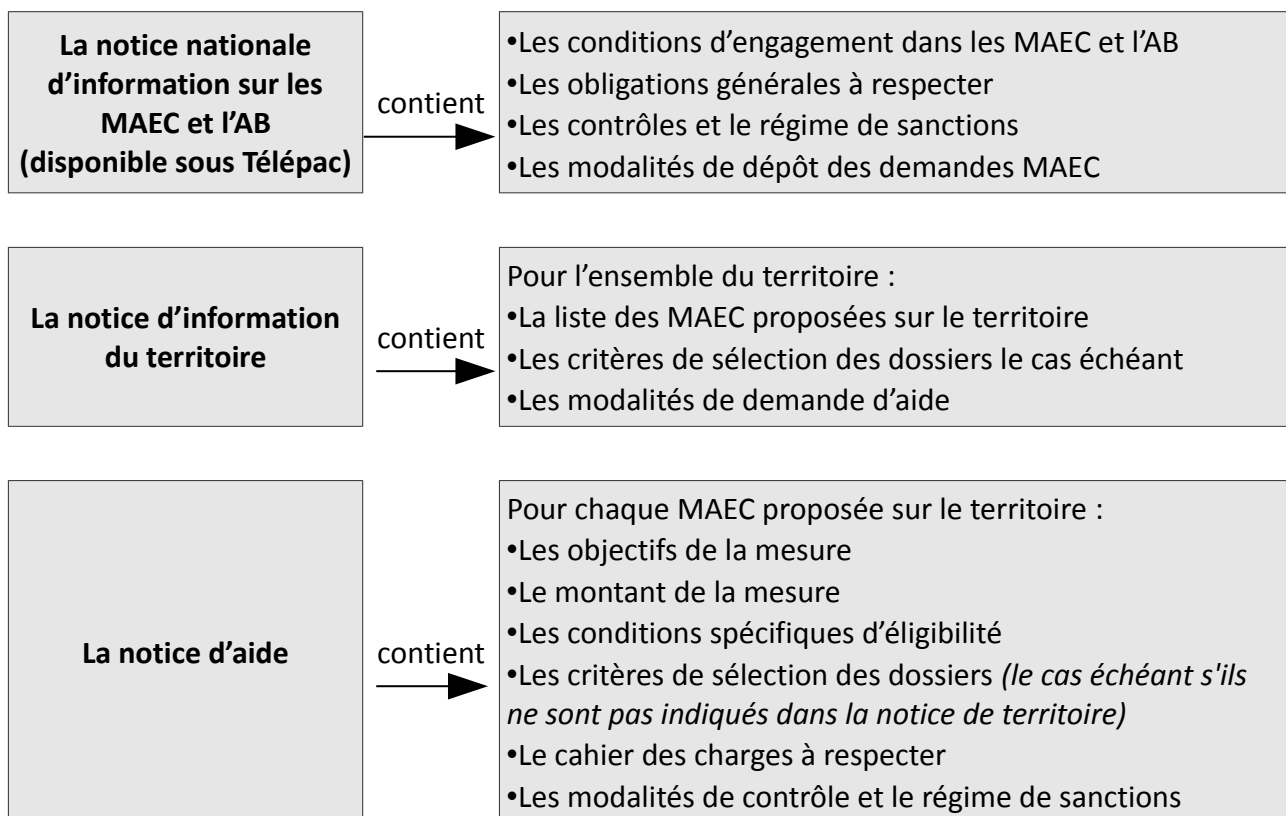 La notice nationale
d’information sur les
MAEC et l’AB
(disponible sous Télépac)
contient
•Les conditions d’engagement dans les MAEC et l’AB
•Les obligations générales à respecter
•Les contrôles et le régime de sanctions
•Les modalités de dépôt des demandes MAEC
La notice d’information
du territoire
contient
Pour l’ensemble du territoire :
•La liste des MAEC proposées sur le territoire
•Les critères de sélection des dossiers le cas échéant
•Les modalités de demande d’aide
La notice d’aide
contient
Pour chaque MAEC proposée sur le territoire :
•Les objectifs de la mesure
•Le montant de la mesure
•Les conditions spécifiques d’éligibilité
•Les critères de sélection des dossiers (le cas échéant s'ils
ne sont pas indiqués dans la notice de territoire)
•Le cahier des charges à respecter
•Les modalités de contrôle et le régime de sanctions